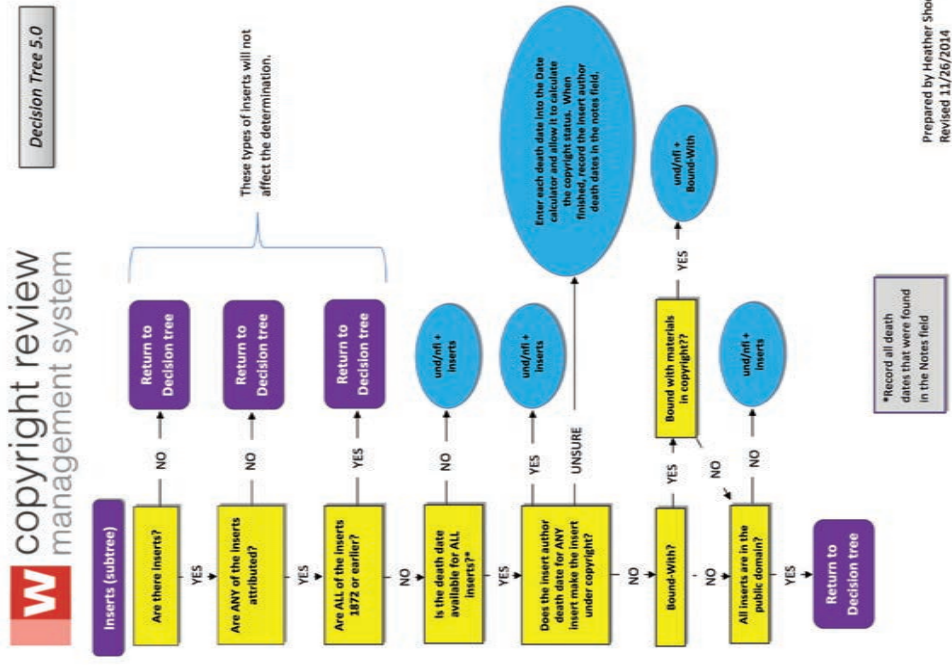 W
copyright review
management system
Decision Tree 5.0
Inserts (subtree)
Are there inserts?
NO
Return to
Decision tree
YES
Are ANY of the inserts
attributed?
NO
Return to
Decision tree
YES
Are ALL of the inserts
1872 or earlier?
YES
Return to
Decision tree
These types of inserts will not
affect the determination.
NO
Is the death date
available for ALL
inserts?*
NO
und/nfi +
inserts
YES
Does the insert author
death date for ANY
insert make the insert
under copyright?
YES
und/nfi +
inserts
UNSURE
Enter each death date into the Date
calculator and allow it to calculate
the copyright status. When
finished, record the insert author
death dates in the notes field.
NO
Bound-With?
YES
Bound with materials
in copyright??
YES
und/nfi +
Bound-With
NO
NO
All inserts are in the
public domain?
NO
und/nfi +
inserts
YES
Return to
Decision tree
*Record all death
dates that were found
in the Notes field
Prepared by Heather
Revised 11/26/2014